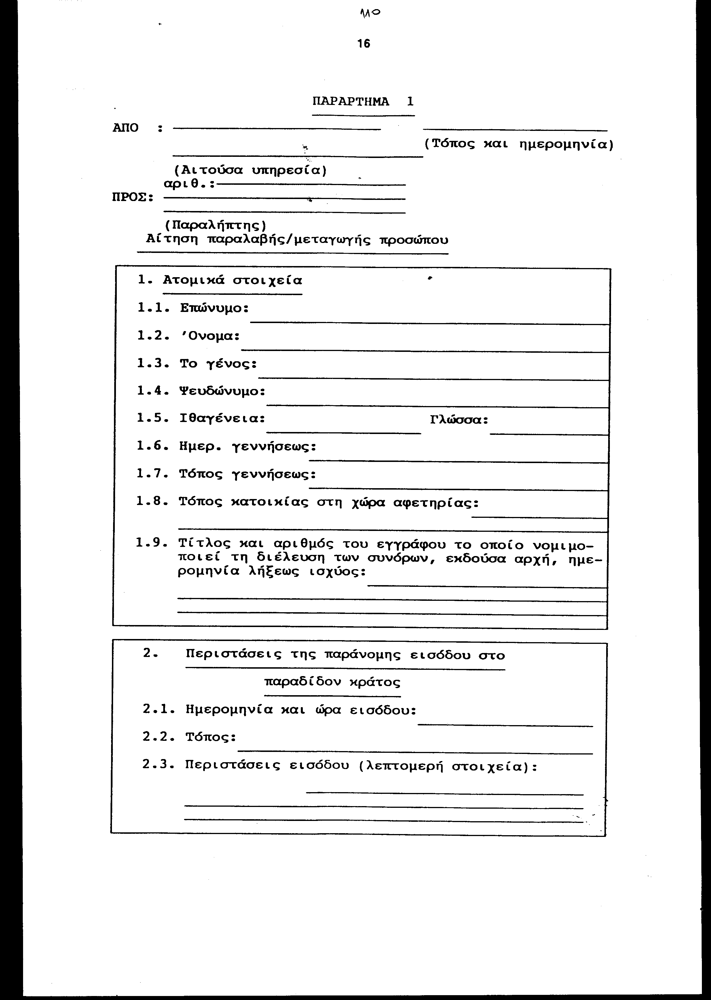 110
16
ΠΑΡΑΡΤΗΜΑ 1
ΑΠΟ :
(Τόπος και ημερομηνία)
(Αιτούσα υπηρεσία)
αριθ.:
ΠΡΟΣ:
(Παραλήπτης)
Αίτηση παραλαβής/μεταγωγής προσώπου
1. Ατομικά στοιχεία
1.1. Επώνυμο:
1.2. 'Ονομα:
1.3. Το γένος:
1.4. Ψευδώνυμο:
1.5. Ιθαγένεια: Γλώσσα:
1.6. Ημερ. γεννήσεως:
1.7. Τόπος γεννήσεως:
1.8. Τόπος κατοικίας στη χώρα αφετηρίας:
1.9. Τίτλος και αριθμός του εγγράφου το οποίο νομιμο-
ποιεί τη διέλευση των συνόρων, εκδούσα αρχή, ημε-
ρομηνία λήξεως ισχύος:
2. Περιστάσεις της παράνομης εισόδου στο
παραδίδον κράτος
2.1. Ημερομηνία και ώρα εισόδου:
2.2. Τόπος:
2.3. Περιστάσεις εισόδου (λεπτομερή στοιχεία):